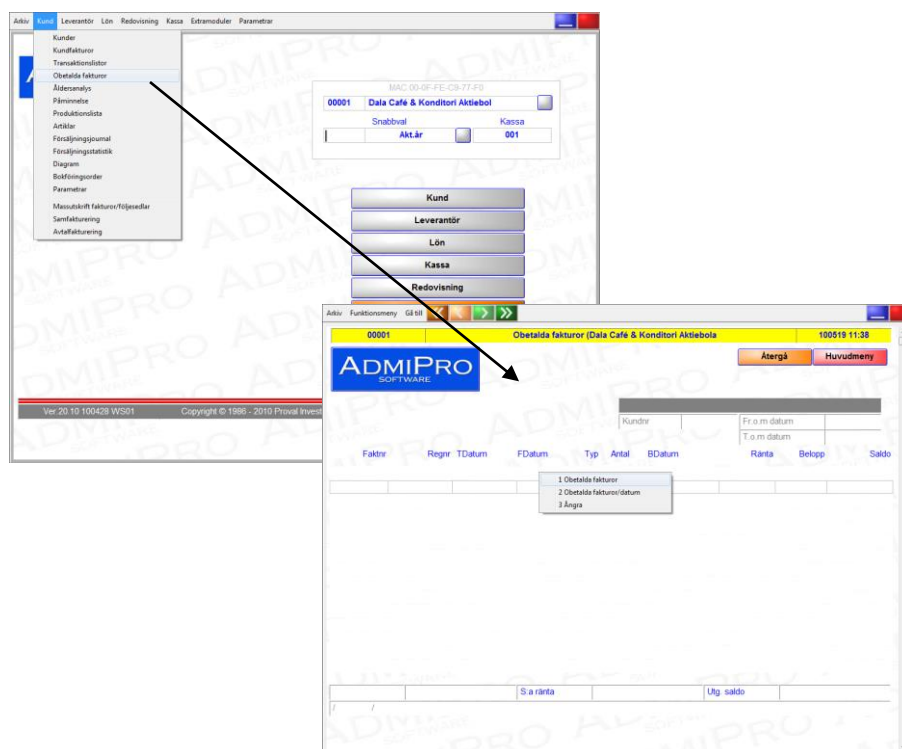 Arkiv Kund Leverantör Lön Redovisning Kassa Extramoduler Parametrar
Kunder
Kundfakturor
Transaktionslistor
Obetalda fakturor
Åldersanalys
Påminnelse
Produktionslista
Artiklar
Försäljningsjournal
Försäljningsstatistik
Diagram
Bokföringsorder
Parametrar
Massutskrift fakturor/följesedlar
Samfakturering
Avtalfakturering
MAC:00-0F-FE-C9-77-F0
00001 Dala Café & Konditori Aktiebol
Snabbval Kassa
Akt.år 001
Kund
Leverantör
Lön
Kassa
Redovisning
Ver.20.10 100428 WS01 Copyright © 1986 - 2010 Proval Invest
Arkiv Funktionsmeny Gå till
00001 Obetalda fakturor (Dala Café & Konditori Aktiebola 100519 11:38
ADMIPRO
SOFTWARE
Återgå Huvudmeny
Kundnr Fr.o.m datum
T.o.m datum
Faktnr Regnr TDatum FDatum Typ Antal BDatum Ränta Belopp Saldo
1 Obetalda fakturor
2 Obetalda fakturor/datum
3 Ångra
S:a ränta Utg. saldo
/ /